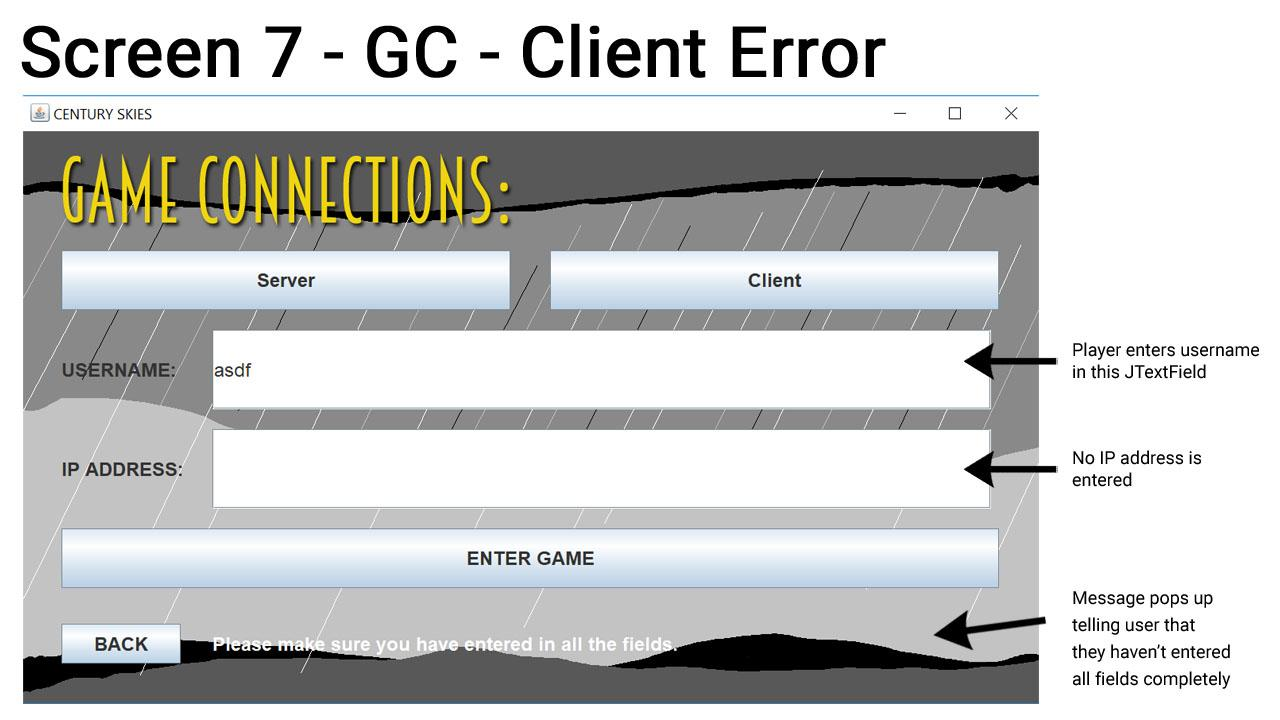 Screen 7 - GC - Client Error
CENTURY SKIES
GAME CONNECTIONS:
Server
Client
USERNAME:
asdf
Player enters username
in this JTextField
IP ADDRESS:
No IP address is
entered
ENTER GAME
BACK
Please make sure you have entered in all the fields.
Message pops up
telling user that
they haven't entered
all fields completely